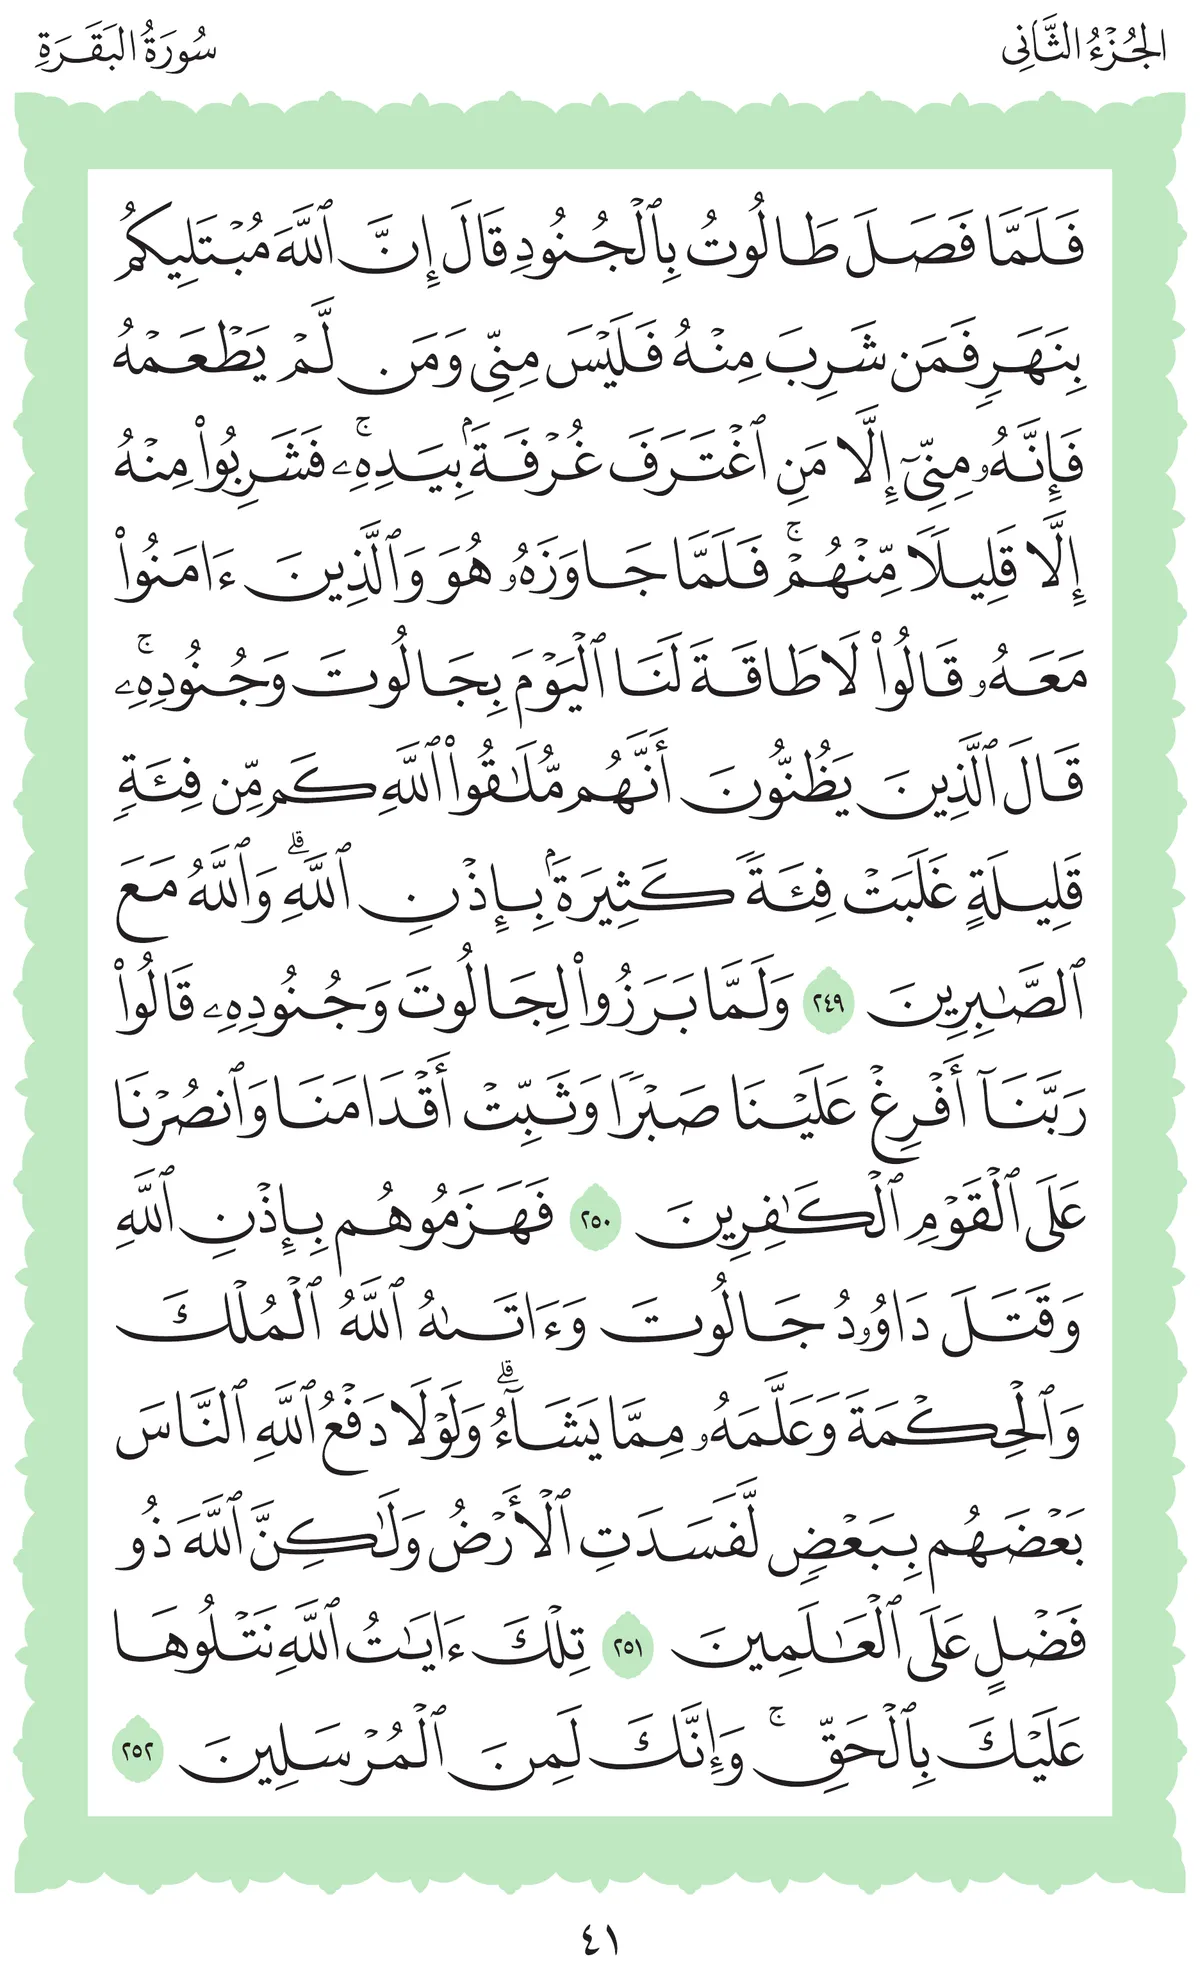 الجُزْءُ الثَّانِي
سُورَةُ البَقَرَةِ
فَلَمَّا فَصَلَ طَالُوتُ بِٱلْجُنُودِ قَالَ إِنَّ ٱللَّهَ مُبْتَلِيكُم
بِنَهَرٍ فَمَن شَرِبَ مِنْهُ فَلَيْسَ مِنِّي وَمَن لَّمْ يَطْعَمْهُ
فَإِنَّهُۥ مِنِّيٓ إِلَّا مَنِ ٱغْتَرَفَ غُرْفَةَۢ بِيَدِهِۦۚ فَشَرِبُوا۟ مِنْهُ
إِلَّا قَلِيلًا مِّنْهُمْۚ فَلَمَّا جَاوَزَهُۥ هُوَ وَٱلَّذِينَ ءَامَنُوا۟
مَعَهُۥ قَالُوا۟ لَا طَاقَةَ لَنَا ٱلْيَوْمَ بِجَالُوتَ وَجُنُودِهِۦۚ
قَالَ ٱلَّذِينَ يَظُنُّونَ أَنَّهُم مُّلَٰقُوا۟ ٱللَّهِ كَم مِّن فِئَةٍ
قَلِيلَةٍ غَلَبَتْ فِئَةً كَثِيرَةَۢ بِإِذْنِ ٱللَّهِۗ وَٱللَّهُ مَعَ
ٱلصَّٰبِرِينَ ٢٤٩ وَلَمَّا بَرَزُوا۟ لِجَالُوتَ وَجُنُودِهِۦ قَالُوا۟
رَبَّنَآ أَفْرِغْ عَلَيْنَا صَبْرًا وَثَبِّتْ أَقْدَامَنَا وَٱنصُرْنَا
عَلَى ٱلْقَوْمِ ٱلْكَٰفِرِينَ ٢٥٠ فَهَزَمُوهُم بِإِذْنِ ٱللَّهِ
وَقَتَلَ دَاوُۥدُ جَالُوتَ وَءَاتَىٰهُ ٱللَّهُ ٱلْمُلْكَ
وَٱلْحِكْمَةَ وَعَلَّمَهُۥ مِمَّا يَشَآءُۗ وَلَوْلَا دَفْعُ ٱللَّهِ ٱلنَّاسَ
بَعْضَهُم بِبَعْضٍ لَّفَسَدَتِ ٱلْأَرْضُ وَلَٰكِنَّ ٱللَّهَ ذُو
فَضْلٍ عَلَى ٱلْعَٰلَمِينَ ٢٥١ تِلْكَ ءَايَٰتُ ٱللَّهِ نَتْلُوهَا
عَلَيْكَ بِٱلْحَقِّۚ وَإِنَّكَ لَمِنَ ٱلْمُرْسَلِينَ ٢٥٢
٤١